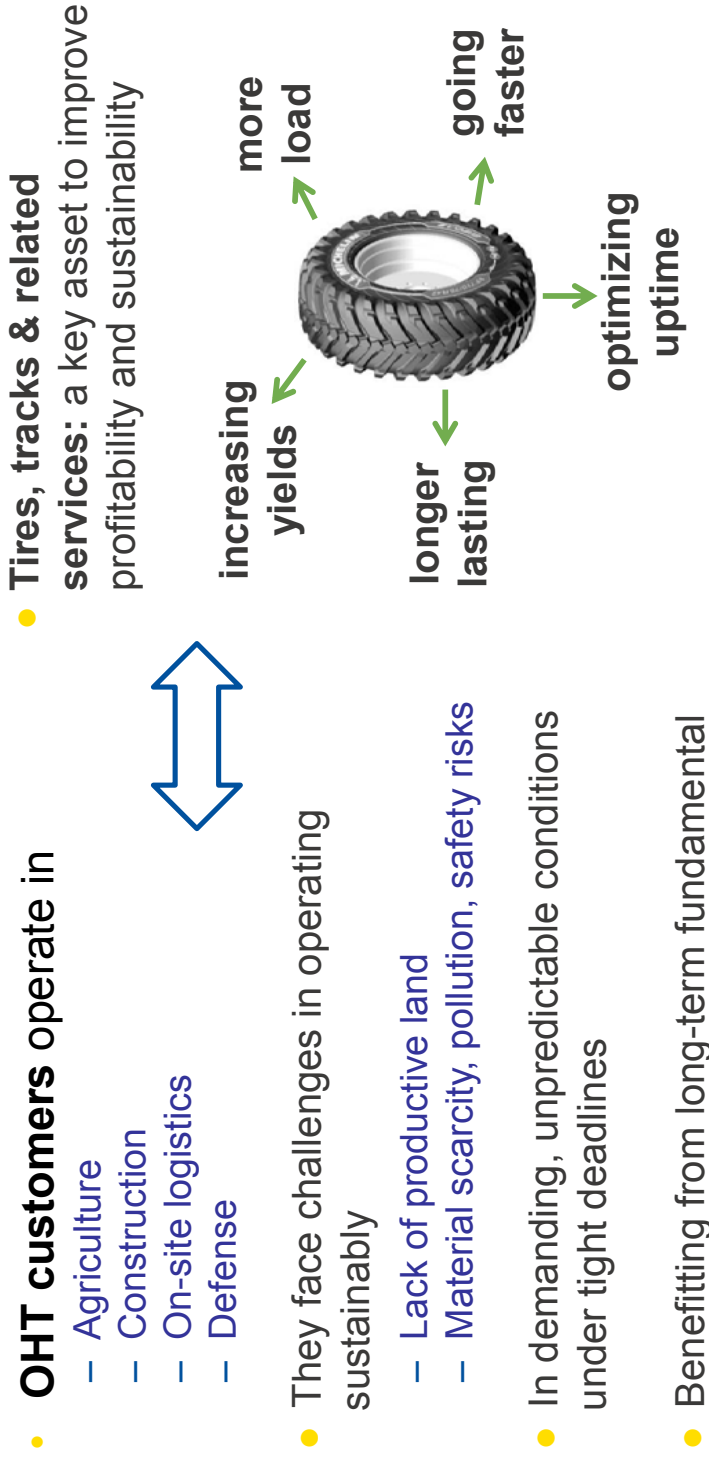 • OHT customers operate in
– Agriculture
– Construction
– On-site logistics
– Defense
• They face challenges in operating
sustainably
– Lack of productive land
– Material scarcity, pollution, safety risks
• In demanding, unpredictable conditions
under tight deadlines
• Benefitting from long-term fundamental
• Tires, tracks & related
services: a key asset to improve
profitability and sustainability
increasing
yields
more
load
longer
lasting
going
faster
optimizing
uptime
MICHELIN